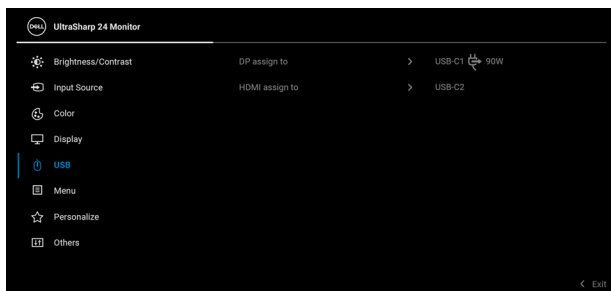 DELL UltraSharp 24 Monitor
Brightness/Contrast DP assign to > USB-C1 90W
Input Source HDMI assign to > USB-C2
Color
Display
USB
Menu
Personalize
Others
< Exit